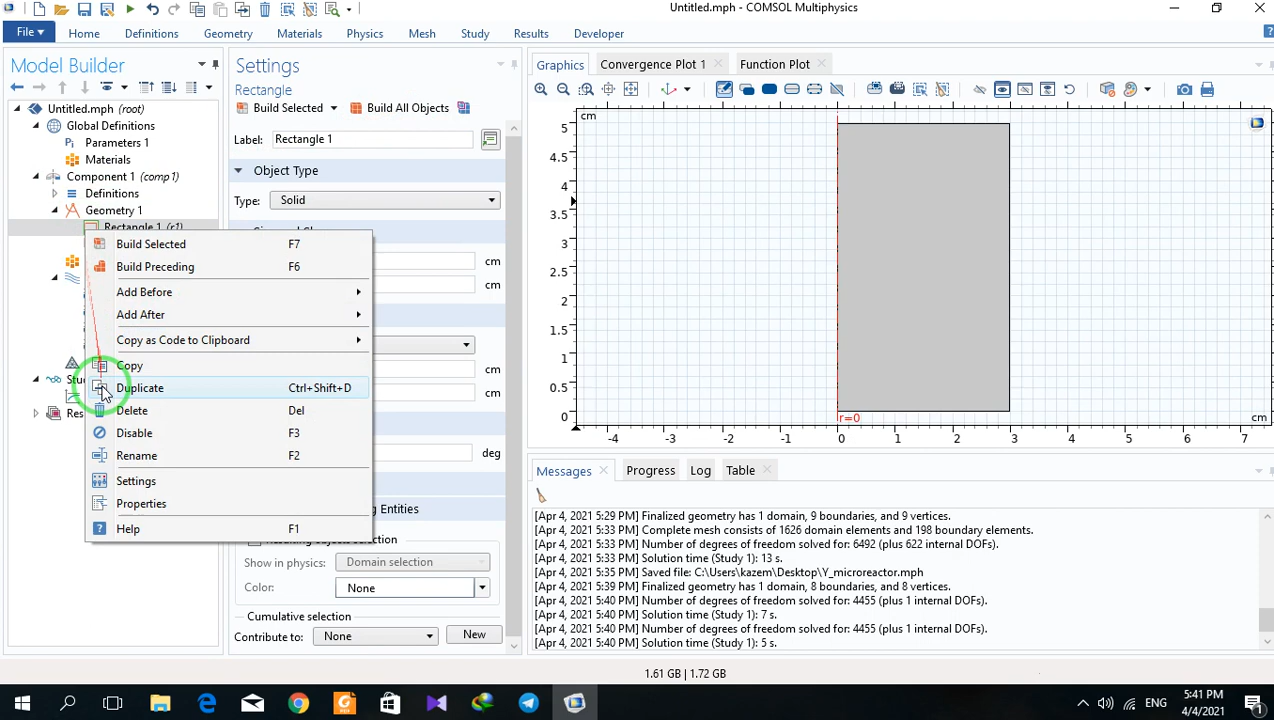 Untitled.mph - COMSOL Multiphysics
File
Home
Definitions
Geometry
Materials
Physics
Mesh
Study
Results
Developer
Model Builder
Untitled.mph (root)
Global Definitions
Pi Parameters 1
Materials
Component 1 (comp1)
Definitions
Geometry 1
Rectangle 1 (r1)
Stu
Res
Build Selected F7
Build Preceding F6
Add Before
Add After
Copy as Code to Clipboard
Copy
Duplicate Ctrl+Shift+D
Delete Del
Disable F3
Rename F2
Settings
Properties
Help F1
Settings
Rectangle
Build Selected
Build All Objects
Label: Rectangle 1
Object Type
Type: Solid
cm
cm
cm
cm
deg
Entities
Show in physics: Domain selection
Color: None
Cumulative selection
Contribute to: None New
Graphics
Convergence Plot 1
Function Plot
cm
5
4.5
4
3.5
3
2.5
2
1.5
1
0.5
0
r=0
cm
-4 -3 -2 -1 0 1 2 3 4 5 6 7
Messages
Progress
Log
Table
[Apr 4, 2021 5:29 PM] Finalized geometry has 1 domain, 9 boundaries, and 9 vertices.
[Apr 4, 2021 5:33 PM] Complete mesh consists of 1626 domain elements and 198 boundary elements.
[Apr 4, 2021 5:33 PM] Number of degrees of freedom solved for: 6492 (plus 622 internal DOFs).
[Apr 4, 2021 5:33 PM] Solution time (Study 1): 13 s.
[Apr 4, 2021 5:35 PM] Saved file: C:\Users\kazem\Desktop\Y_microreactor.mph
[Apr 4, 2021 5:39 PM] Finalized geometry has 1 domain, 8 boundaries, and 8 vertices.
[Apr 4, 2021 5:40 PM] Number of degrees of freedom solved for: 4455 (plus 1 internal DOFs).
[Apr 4, 2021 5:40 PM] Solution time (Study 1): 7 s.
[Apr 4, 2021 5:40 PM] Number of degrees of freedom solved for: 4455 (plus 1 internal DOFs).
[Apr 4, 2021 5:40 PM] Solution time (Study 1): 5 s.
1.61 GB | 1.72 GB
ENG
5:41 PM
4/4/2021